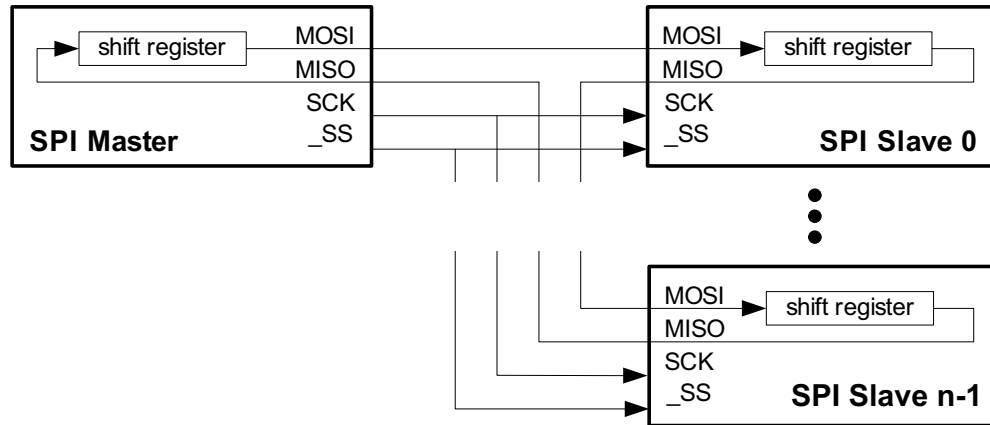 shift register
MOSI
MISO
SCK
_SS
SPI Master
MOSI
shift register
MISO
SCK
_SS
SPI Slave 0
MOSI
shift register
MISO
SCK
_SS
SPI Slave n-1